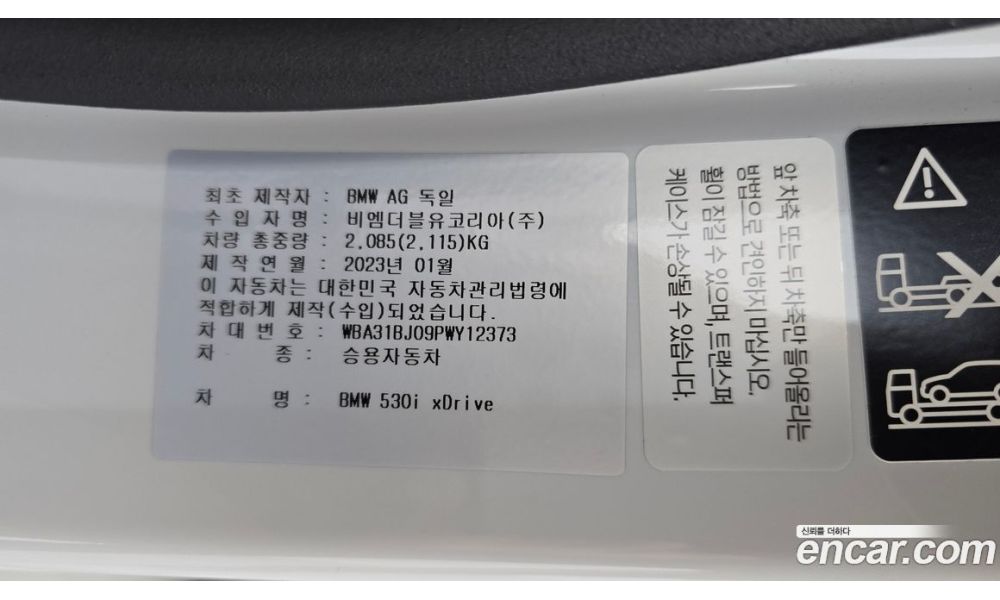 최초 제작자 : BMW AG 독일
수 입 자 명 : 비엠더블유코리아(주)
차량 총중량 : 2.085(2.115)KG
제 작 연 월 : 2023년 01월
이 자동차는 대한민국 자동차관리법령에
적합하게 제작(수입)되었습니다.
차 대 번 호 : WBA31BJ09PWY12373
차 종 : 승용자동차
차 명 : BMW 530i xDrive
앞 차축 또는 뒤 차축만 들어올리는
방법으로 견인하지 마십시오.
휠이 잠길 수 있으며, 트랜스퍼
케이스가 손상될 수 있습니다.
신뢰를 더하다
encar.com